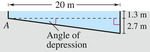 20 m
1.3 m
A
2.7 m
Angle of
depression